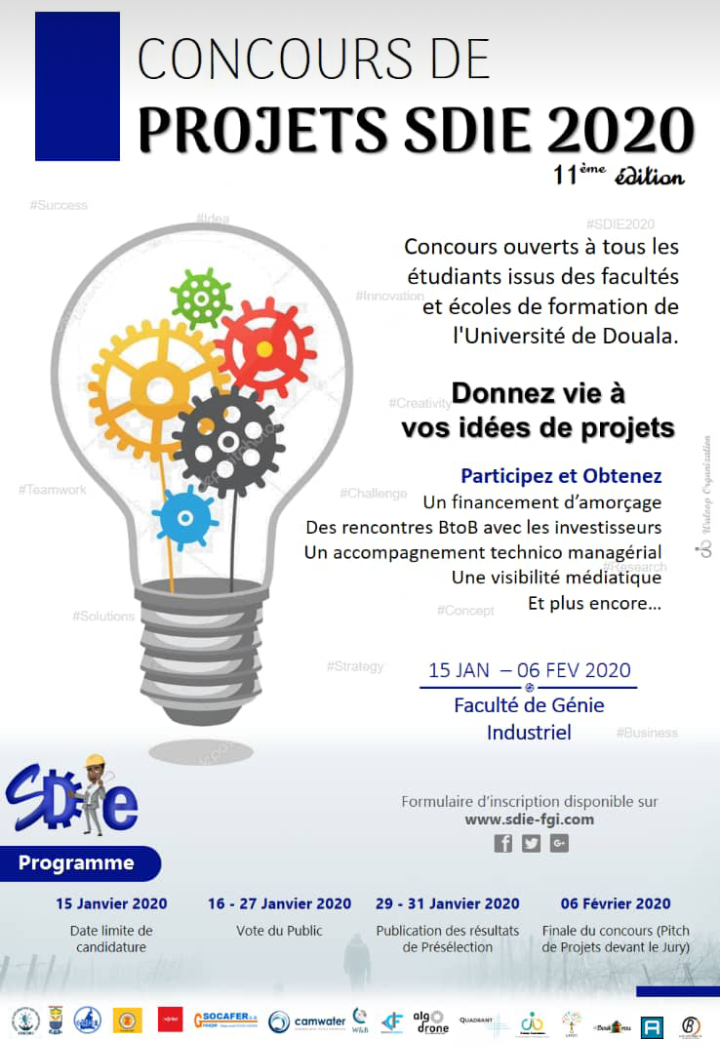 CONCOURS DE
PROJETS SDIE 2020
11ème édition
#Success
#Idea
#SDIE2020
Concours ouverts à tous les
étudiants issus des facultés
et écoles de formation de
l'Université de Douala.
#Innovation
Donnez vie à
vos idées de projets
#Creativity
Participez et Obtenez
Un financement d’amorçage
Des rencontres BtoB avec les investisseurs
Un accompagnement technico managérial
Une visibilité médiatique
Et plus encore...
#Teamwork
#Challenge
#Research
#Solutions
#Concept
#Strategy
15 JAN – 06 FEV 2020
Faculté de Génie
Industriel
#Business
Organisation
SDIe
Formulaire d’inscription disponible sur
www.sdie-fgi.com
f
G+
Programme
15 Janvier 2020
Date limite de
candidature
16 - 27 Janvier 2020
Vote du Public
29 - 31 Janvier 2020
Publication des résultats
de Présélection
06 Février 2020
Finale du concours (Pitch
de Projets devant le Jury)
SOCAFER
Groupe
camwater
W&B
algo
drone
QUADRANT
A
B